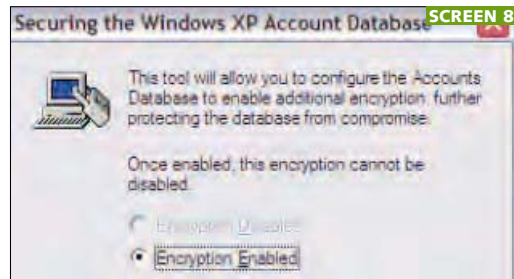 Securing the Windows XP Account Database
SCREEN 8
This tool will allow you to configure the Accounts
Database to enable additional encryption, further
protecting the database from compromise.
Once enabled, this encryption cannot be
disabled.
Encryption Disabled
Encryption Enabled